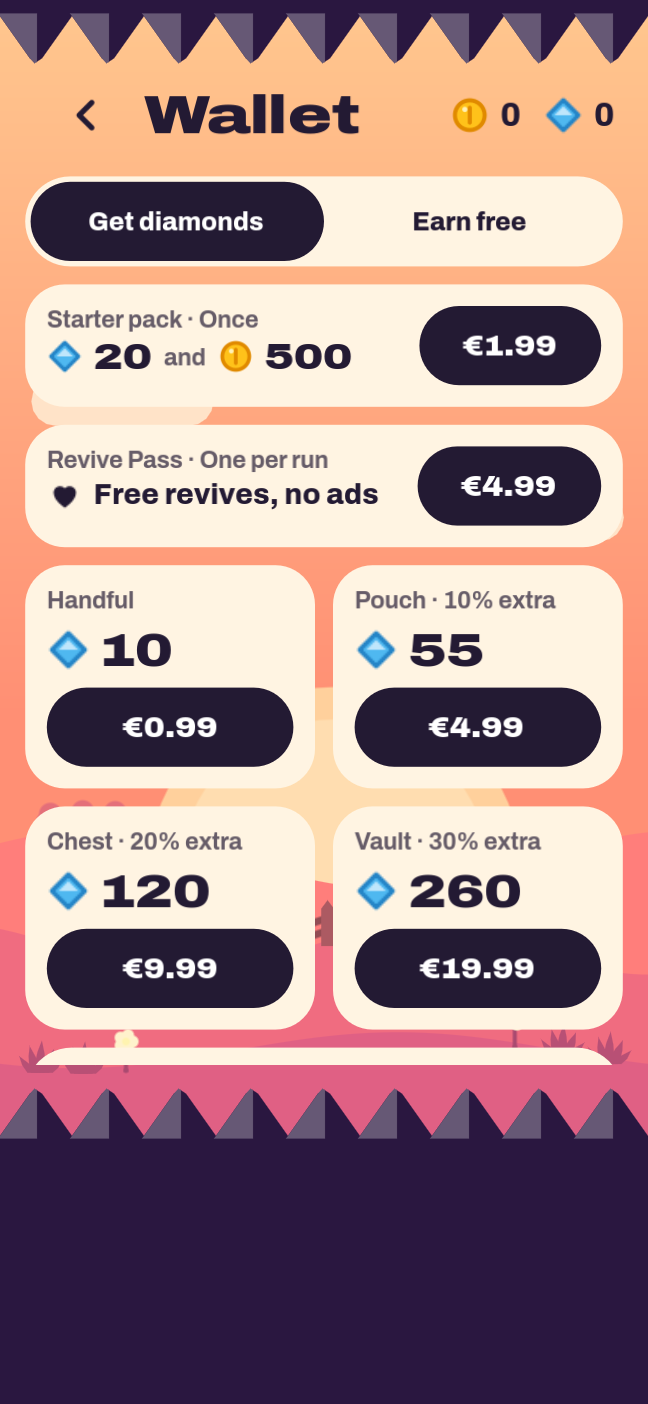 Wallet
0
0
Get diamonds
Earn free
Starter pack · Once
20 and 500
€1.99
Revive Pass · One per run
Free revives, no ads
€4.99
Handful
10
€0.99
Pouch · 10% extra
55
€4.99
Chest · 20% extra
120
€9.99
Vault · 30% extra
260
€19.99